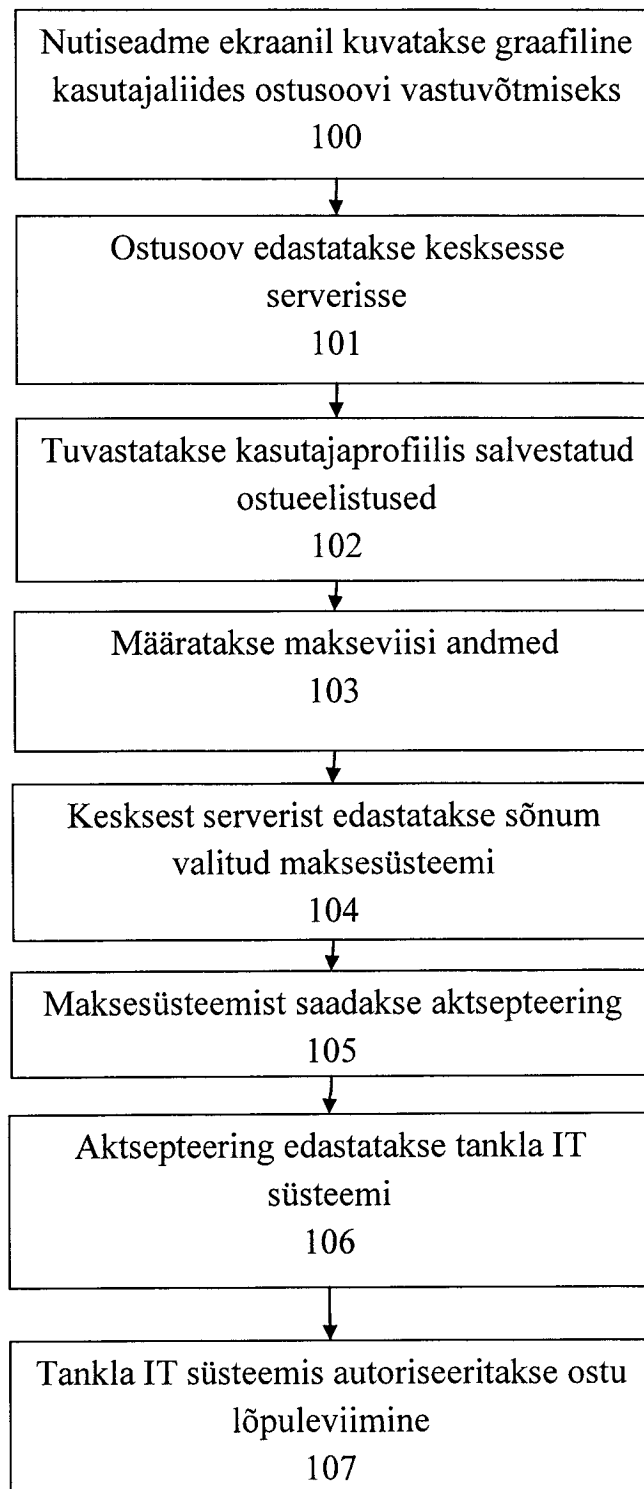 Nutiseadme ekraanil kuvatakse graafiline
kasutajaliides ostusoovi vastuvõtmiseks
100
Ostusoov edastatakse kesksesse
serverisse
101
Tuvastatakse kasutajaprofiilis salvestatud
ostueelistused
102
Määratakse makseviisi andmed
103
Kesksest serverist edastatakse sõnum
valitud maksesüsteemi
104
Maksesüsteemist saadakse aktsepteering
105
Aktsepteering edastatakse tankla IT
süsteemi
106
Tankla IT süsteemis autoriseeritakse ostu
lõpuleviimine
107